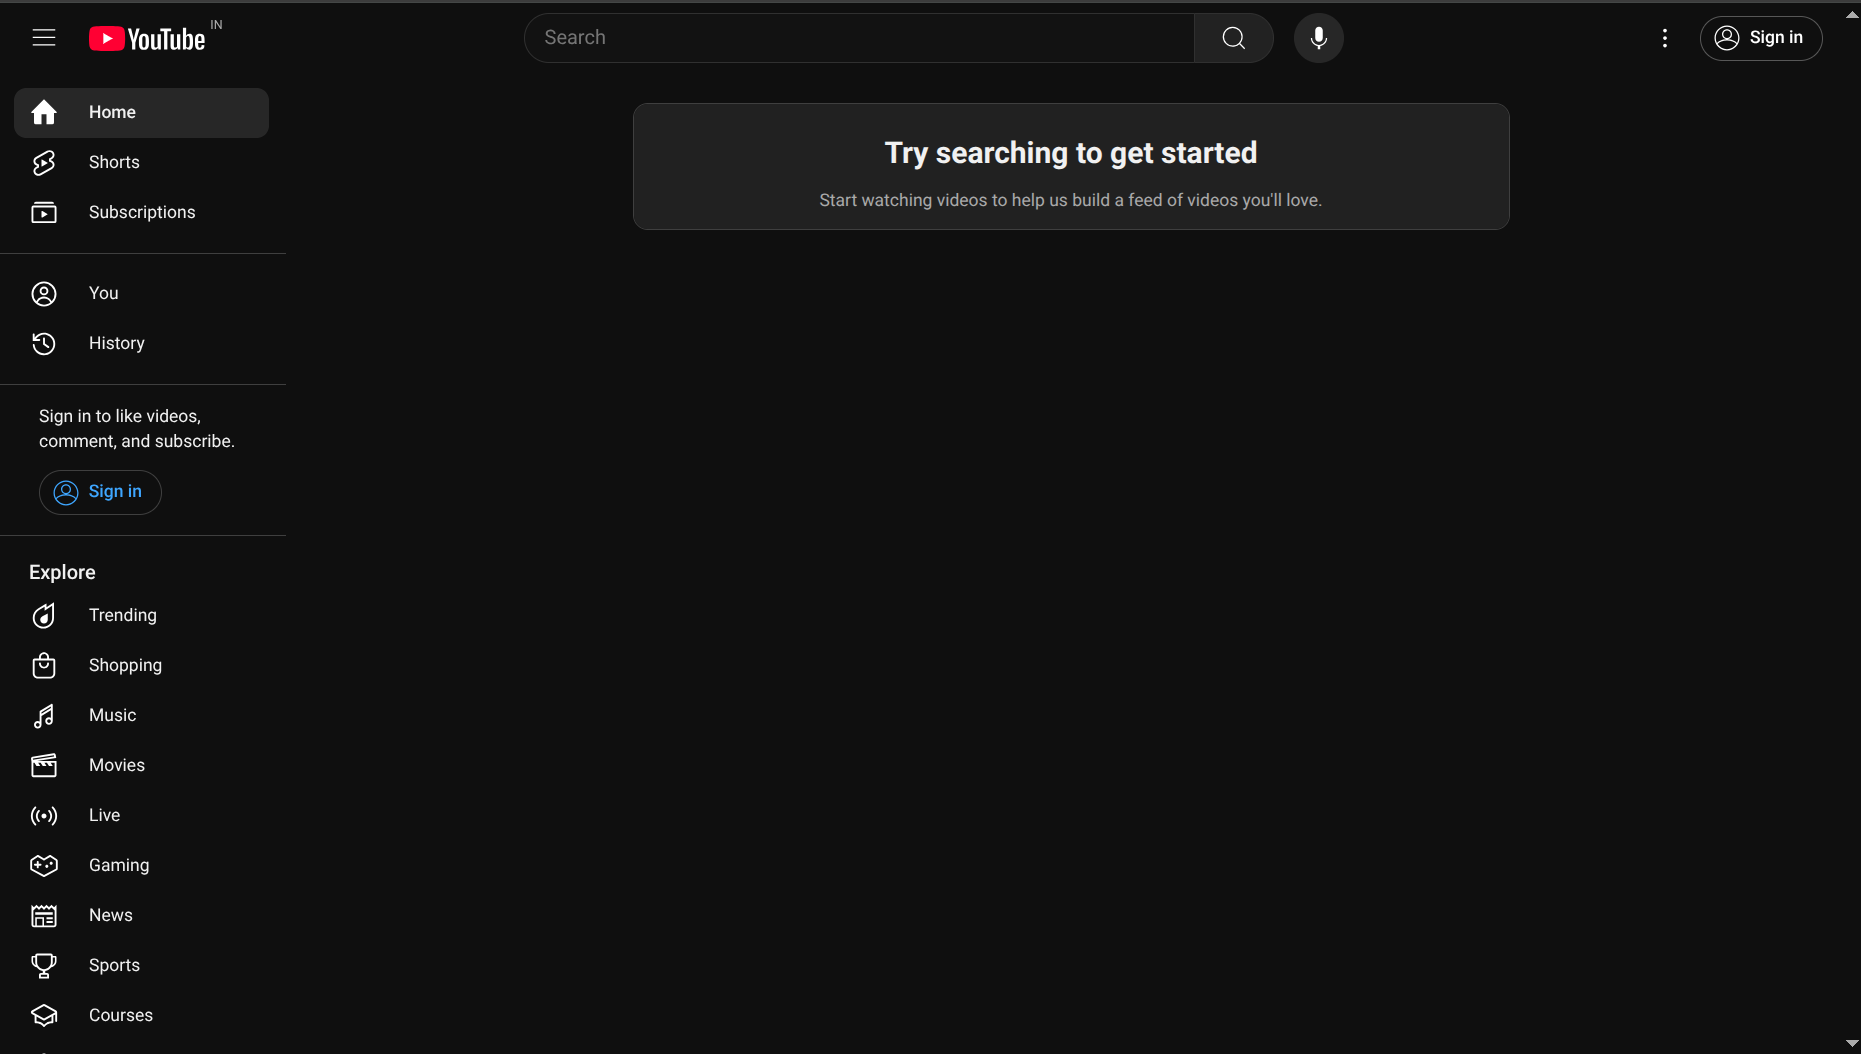 YouTube IN
Search
Sign in
Home
Shorts
Subscriptions
You
History
Sign in to like videos,
comment, and subscribe.
Sign in
Explore
Trending
Shopping
Music
Movies
Live
Gaming
News
Sports
Courses
Try searching to get started
Start watching videos to help us build a feed of videos you'll love.